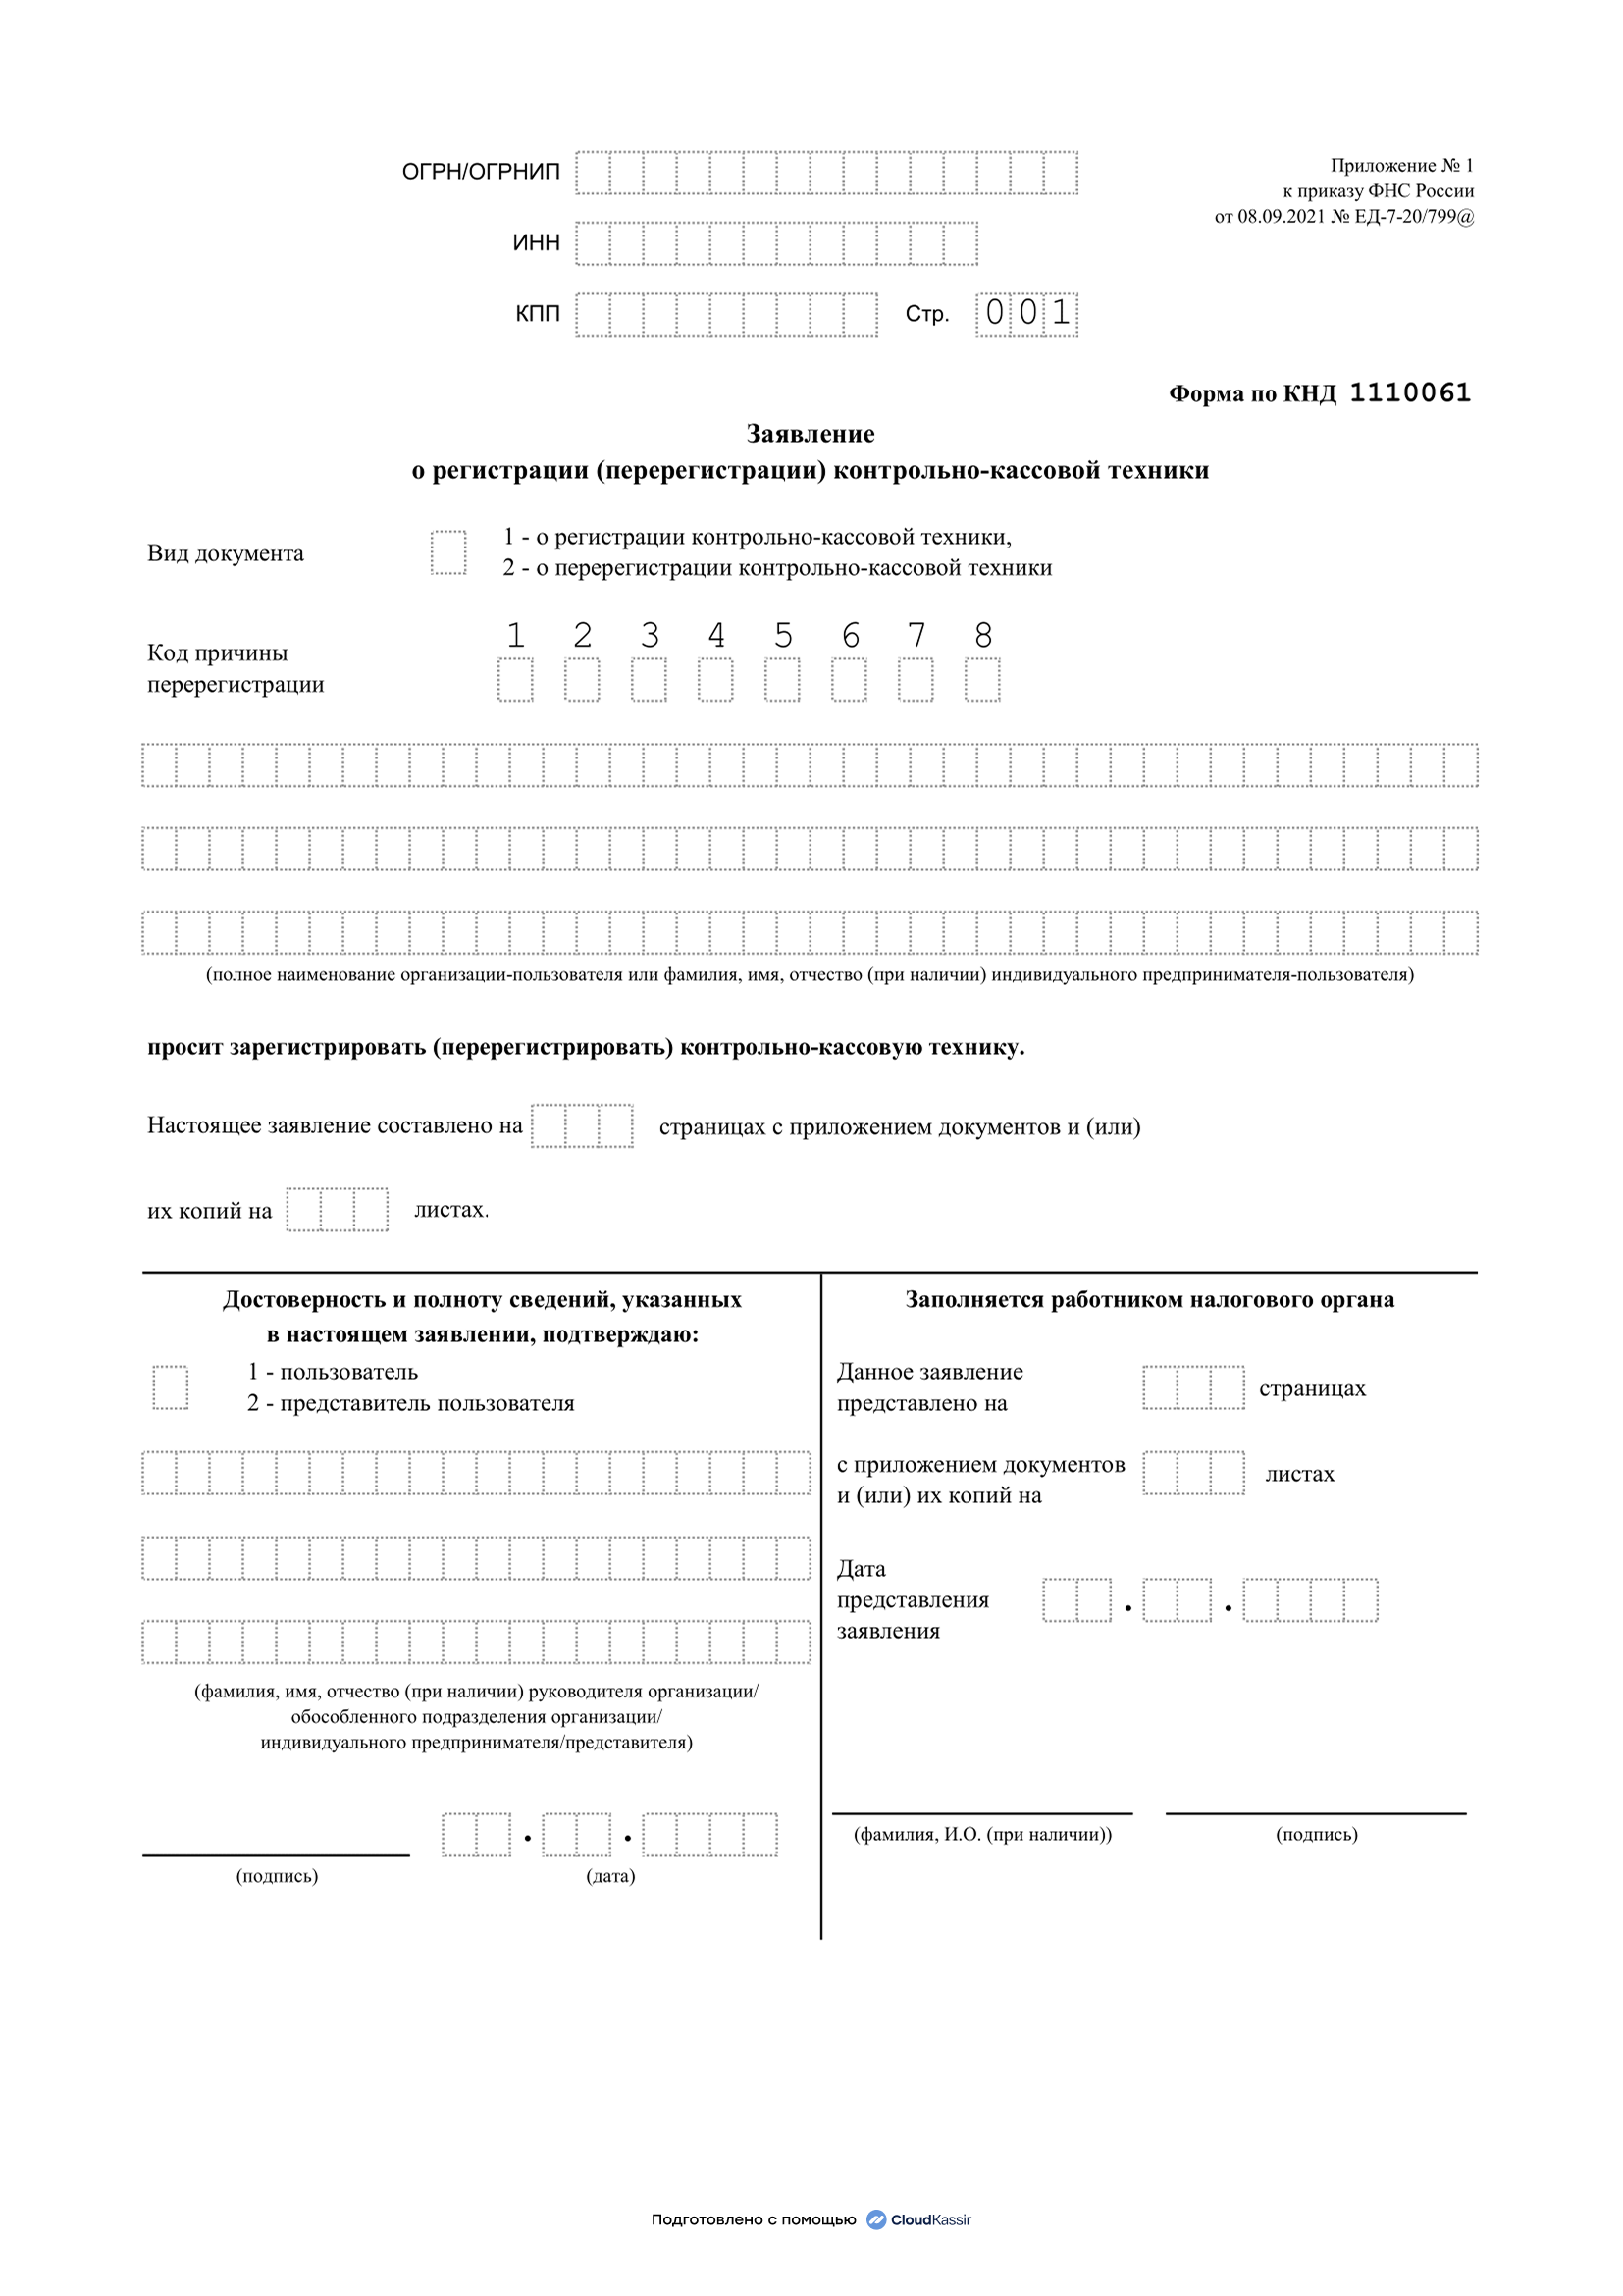 ОГРН/ОГРНИП
Приложение № 1
к приказу ФНС России
от 08.09.2021 № ЕД-7-20/799@
ИНН
КПП
Стр. 001
Форма по КНД 1110061
Заявление
о регистрации (перерегистрации) контрольно-кассовой техники
Вид документа
1 - о регистрации контрольно-кассовой техники,
2 - о перерегистрации контрольно-кассовой техники
1 2 3 4 5 6 7 8
Код причины
перерегистрации
(полное наименование организации-пользователя или фамилия, имя, отчество (при наличии) индивидуального предпринимателя-пользователя)
просит зарегистрировать (перерегистрировать) контрольно-кассовую технику.
Настоящее заявление составлено на страницах с приложением документов и (или)
их копий на листах.
Достоверность и полноту сведений, указанных
в настоящем заявлении, подтверждаю:
1 - пользователь
2 - представитель пользователя
(фамилия, имя, отчество (при наличии) руководителя организации/
обособленного подразделения организации/
индивидуального предпринимателя/представителя)
. .
(подпись) (дата)
Заполняется работником налогового органа
Данное заявление
представлено на страницах
с приложением документов
и (или) их копий на листах
Дата
представления . .
заявления
(фамилия, И.О. (при наличии)) (подпись)
Подготовлено с помощью CloudKassir